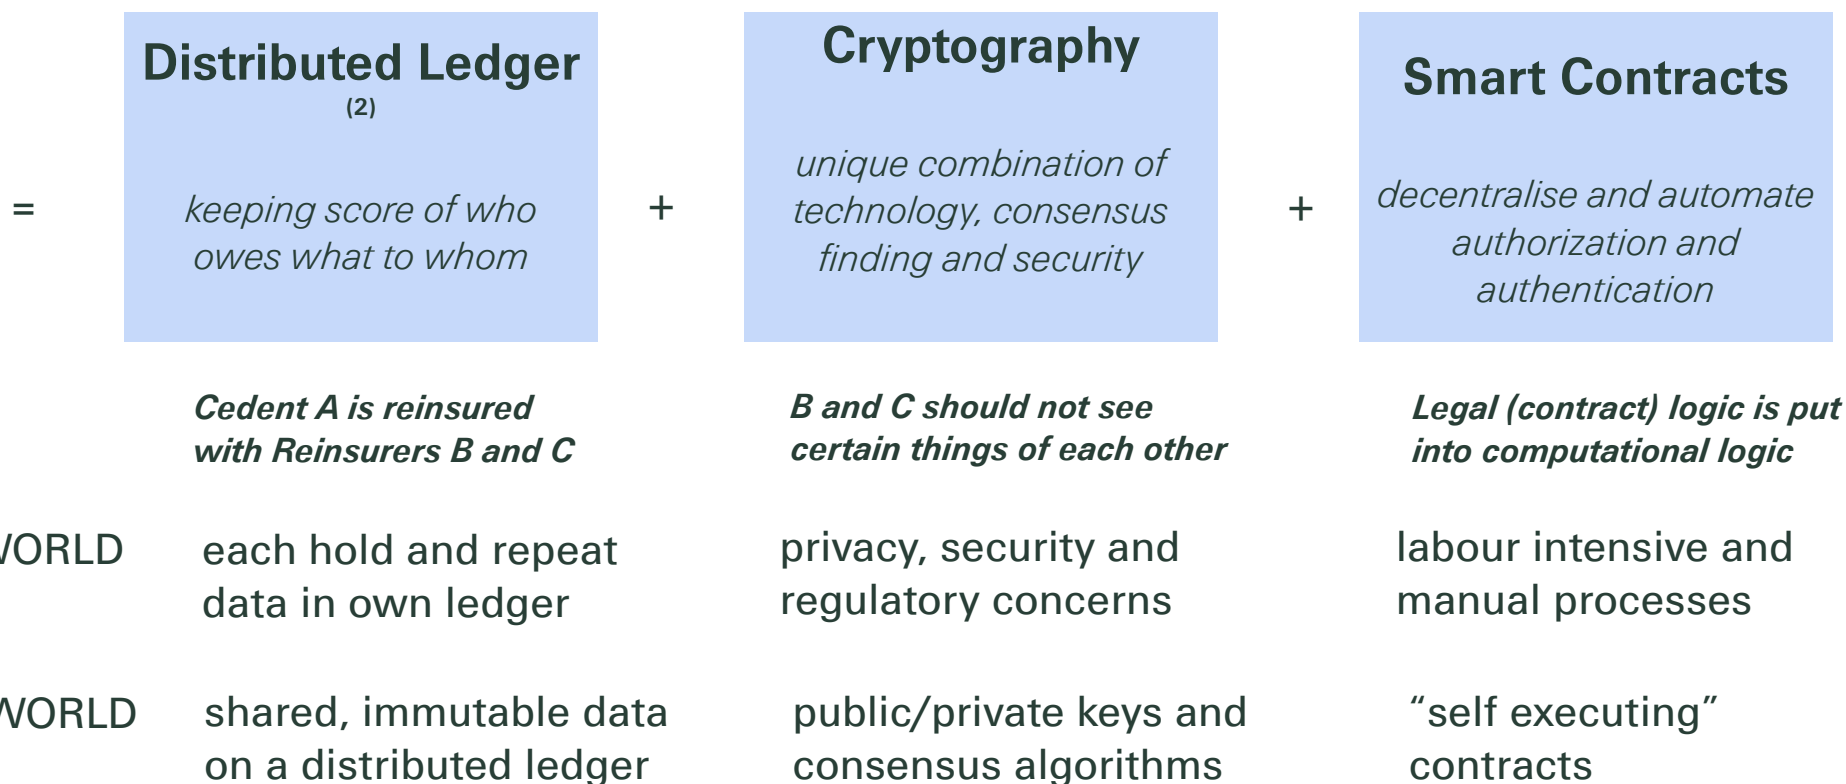 =
Distributed Ledger
(2)
keeping score of who
owes what to whom
+
Cryptography
unique combination of
technology, consensus
finding and security
+
Smart Contracts
decentralise and automate
authorization and
authentication
Cedent A is reinsured
with Reinsurers B and C
B and C should not see
certain things of each other
Legal (contract) logic is put
into computational logic
WORLD
each hold and repeat
data in own ledger
privacy, security and
regulatory concerns
labour intensive and
manual processes
WORLD
shared, immutable data
on a distributed ledger
public/private keys and
consensus algorithms
“self executing”
contracts